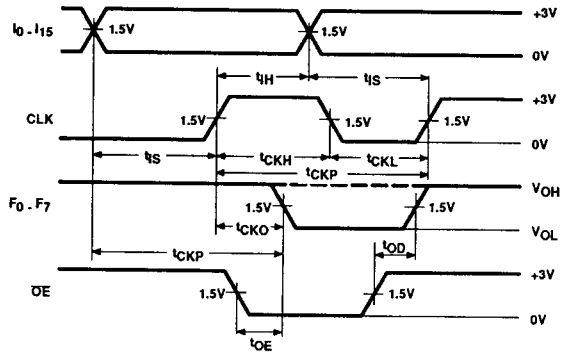 I0 - I15
1.5V
1.5V
+3V
0V
tIH
tIS
CLK
1.5V
1.5V
1.5V
+3V
0V
tIS
tCKH
tCKL
tCKP
F0 - F7
1.5V
1.5V
VOH
VOL
tCKO
tCKP
tOD
OE
1.5V
1.5V
+3V
0V
tOE